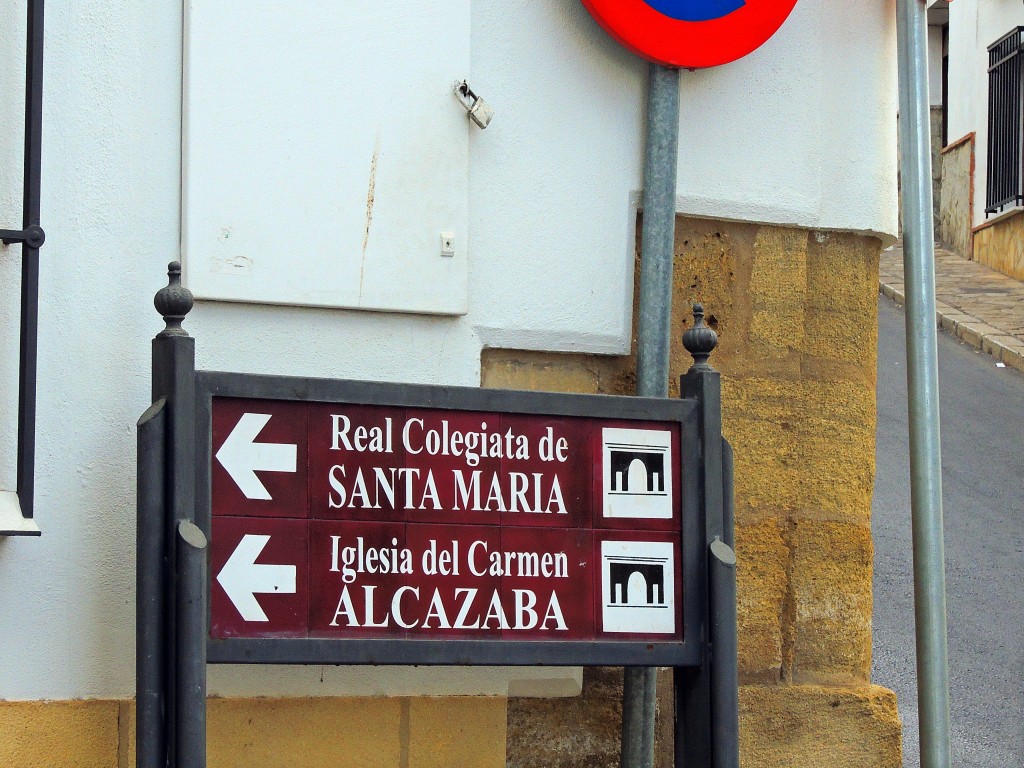 Real Colegiata de
SANTA MARIA
Iglesia del Carmen
ALCAZABA